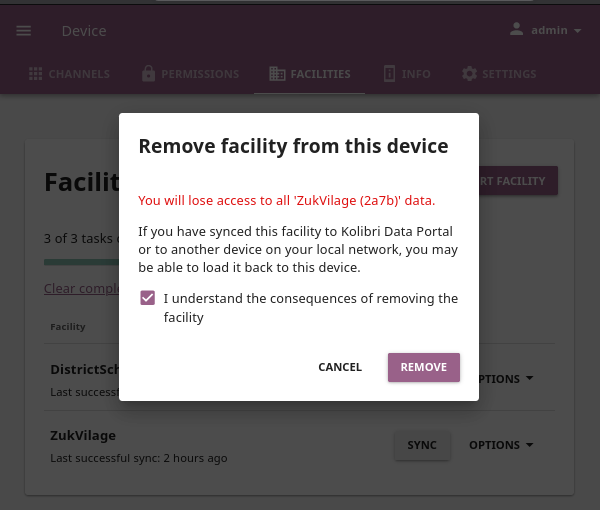 Device
admin
CHANNELS
PERMISSIONS
FACILITIES
INFO
SETTINGS
Remove facility from this device
You will lose access to all 'ZukVilage (2a7b)' data.
If you have synced this facility to Kolibri Data Portal
or to another device on your local network, you may
be able to load it back to this device.
I understand the consequences of removing the
facility
CANCEL
REMOVE
Facilit
RT FACILITY
3 of 3 tasks
Clear comple
Facility
DistrictSch
Last successf
PTIONS
ZukVilage
Last successful sync: 2 hours ago
SYNC
OPTIONS